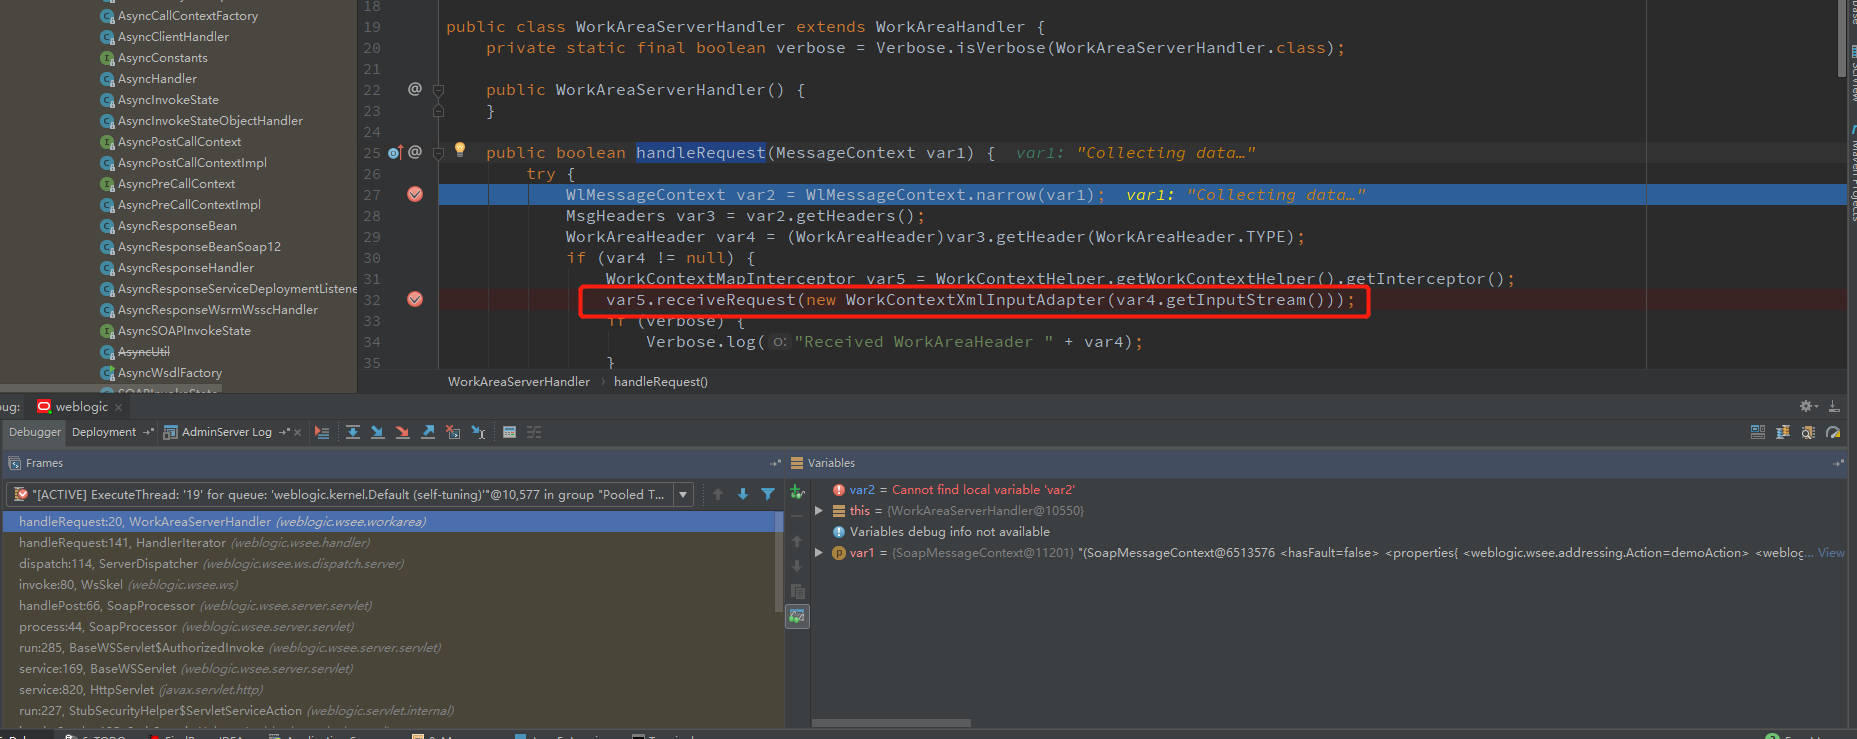 AsyncCallContextFactory
AsyncClientHandler
AsyncConstants
AsyncHandler
AsyncInvokeState
AsyncInvokeStateObjectHandler
AsyncPostCallContext
AsyncPostCallContextImpl
AsyncPreCallContext
AsyncPreCallContextImpl
AsyncResponseBean
AsyncResponseBeanSoap12
AsyncResponseHandler
AsyncResponseServiceDeploymentListene
AsyncResponseWsrmWsscHandler
AsyncSOAPInvokeState
AsyncUtil
AsyncWsdlFactory
SOAPInvokeState
18
19 public class WorkAreaServerHandler extends WorkAreaHandler {
20 private static final boolean verbose = Verbose.isVerbose(WorkAreaServerHandler.class);
21
22 @ public WorkAreaServerHandler() {
23 }
24
25 @ public boolean handleRequest(MessageContext var1) { var1: "Collecting data…"
26 try {
27 WlMessageContext var2 = WlMessageContext.narrow(var1); var1: "Collecting data…"
28 MsgHeaders var3 = var2.getHeaders();
29 WorkAreaHeader var4 = (WorkAreaHeader)var3.getHeader(WorkAreaHeader.TYPE);
30 if (var4 != null) {
31 WorkContextMapInterceptor var5 = WorkContextHelper.getWorkContextHelper().getInterceptor();
32 var5.receiveRequest(new WorkContextXmlInputAdapter(var4.getInputStream()));
33 if (verbose) {
34 Verbose.log( o: "Received WorkAreaHeader " + var4);
35 }
WorkAreaServerHandler › handleRequest()
ug: weblogic
Debugger Deployment AdminServer Log
Frames
"[ACTIVE] ExecuteThread: '19' for queue: 'weblogic.kernel.Default (self-tuning)'"@10,577 in group "Pooled T...
handleRequest:20, WorkAreaServerHandler (weblogic.wsee.workarea)
handleRequest:141, HandlerIterator (weblogic.wsee.handler)
dispatch:114, ServerDispatcher (weblogic.wsee.ws.dispatch.server)
invoke:80, WsSkel (weblogic.wsee.ws)
handlePost:66, SoapProcessor (weblogic.wsee.server.servlet)
process:44, SoapProcessor (weblogic.wsee.server.servlet)
run:285, BaseWSServlet$AuthorizedInvoke (weblogic.wsee.server.servlet)
service:169, BaseWSServlet (weblogic.wsee.server.servlet)
service:820, HttpServlet (javax.servlet.http)
run:227, StubSecurityHelper$ServletServiceAction (weblogic.servlet.internal)
Variables
var2 = Cannot find local variable 'var2'
this = {WorkAreaServerHandler@10550}
Variables debug info not available
var1 = {SoapMessageContext@11201} "(SoapMessageContext@6513576 <hasFault=false> <properties{ <weblogic.wsee.addressing.Action=demoAction> <weblog... View